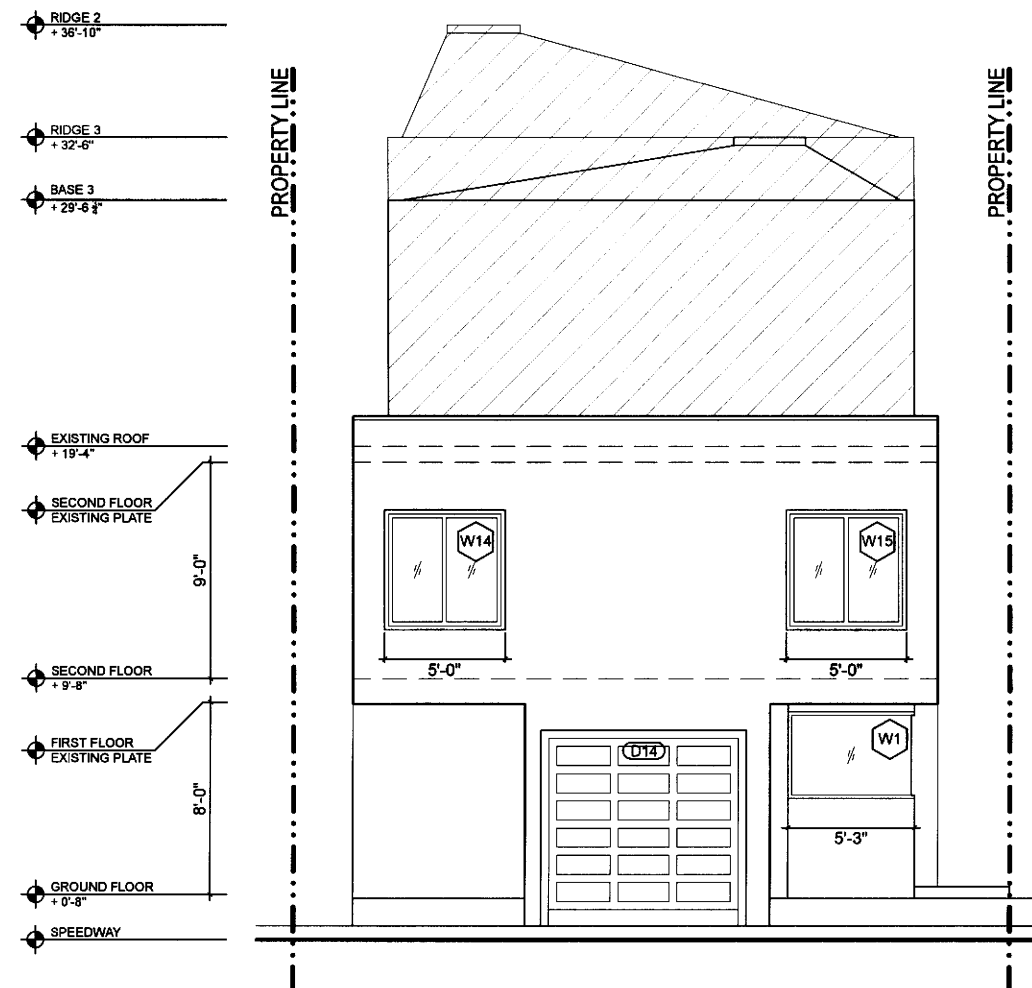 RIDGE 2
+ 36'-10"
PROPERTY LINE
PROPERTY LINE
RIDGE 3
+ 32'-6"
BASE 3
+ 29'-6 3/4"
EXISTING ROOF
+ 19'-4"
SECOND FLOOR
EXISTING PLATE
W14
W15
9'-0"
5'-0"
5'-0"
SECOND FLOOR
+ 9'-8"
FIRST FLOOR
EXISTING PLATE
D14
W1
8'-0"
5'-3"
GROUND FLOOR
+ 0'-8"
SPEEDWAY